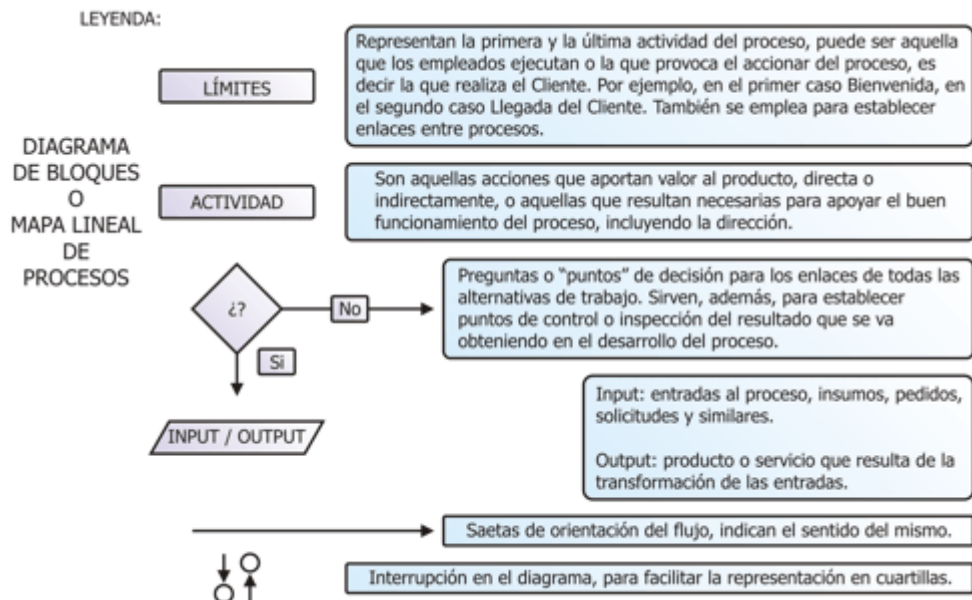 LEYENDA:
LÍMITES
Representan la primera y la última actividad del proceso, puede ser aquella
que los empleados ejecutan o la que provoca el accionar del proceso, es
decir la que realiza el Cliente. Por ejemplo, en el primer caso Bienvenida, en
el segundo caso Llegada del Cliente. También se emplea para establecer
enlaces entre procesos.
DIAGRAMA
DE BLOQUES
O
MAPA LINEAL
DE
PROCESOS
ACTIVIDAD
Son aquellas acciones que aportan valor al producto, directa o
indirectamente, o aquellas que resultan necesarias para apoyar el buen
funcionamiento del proceso, incluyendo la dirección.
¿?
No
Si
Preguntas o “puntos” de decisión para los enlaces de todas las
alternativas de trabajo. Sirven, además, para establecer
puntos de control o inspección del resultado que se va
obteniendo en el desarrollo del proceso.
INPUT / OUTPUT
Input: entradas al proceso, insumos, pedidos,
solicitudes y similares.
Output: producto o servicio que resulta de la
transformación de las entradas.
Saetas de orientación del flujo, indican el sentido del mismo.
Interrupción en el diagrama, para facilitar la representación en cuartillas.